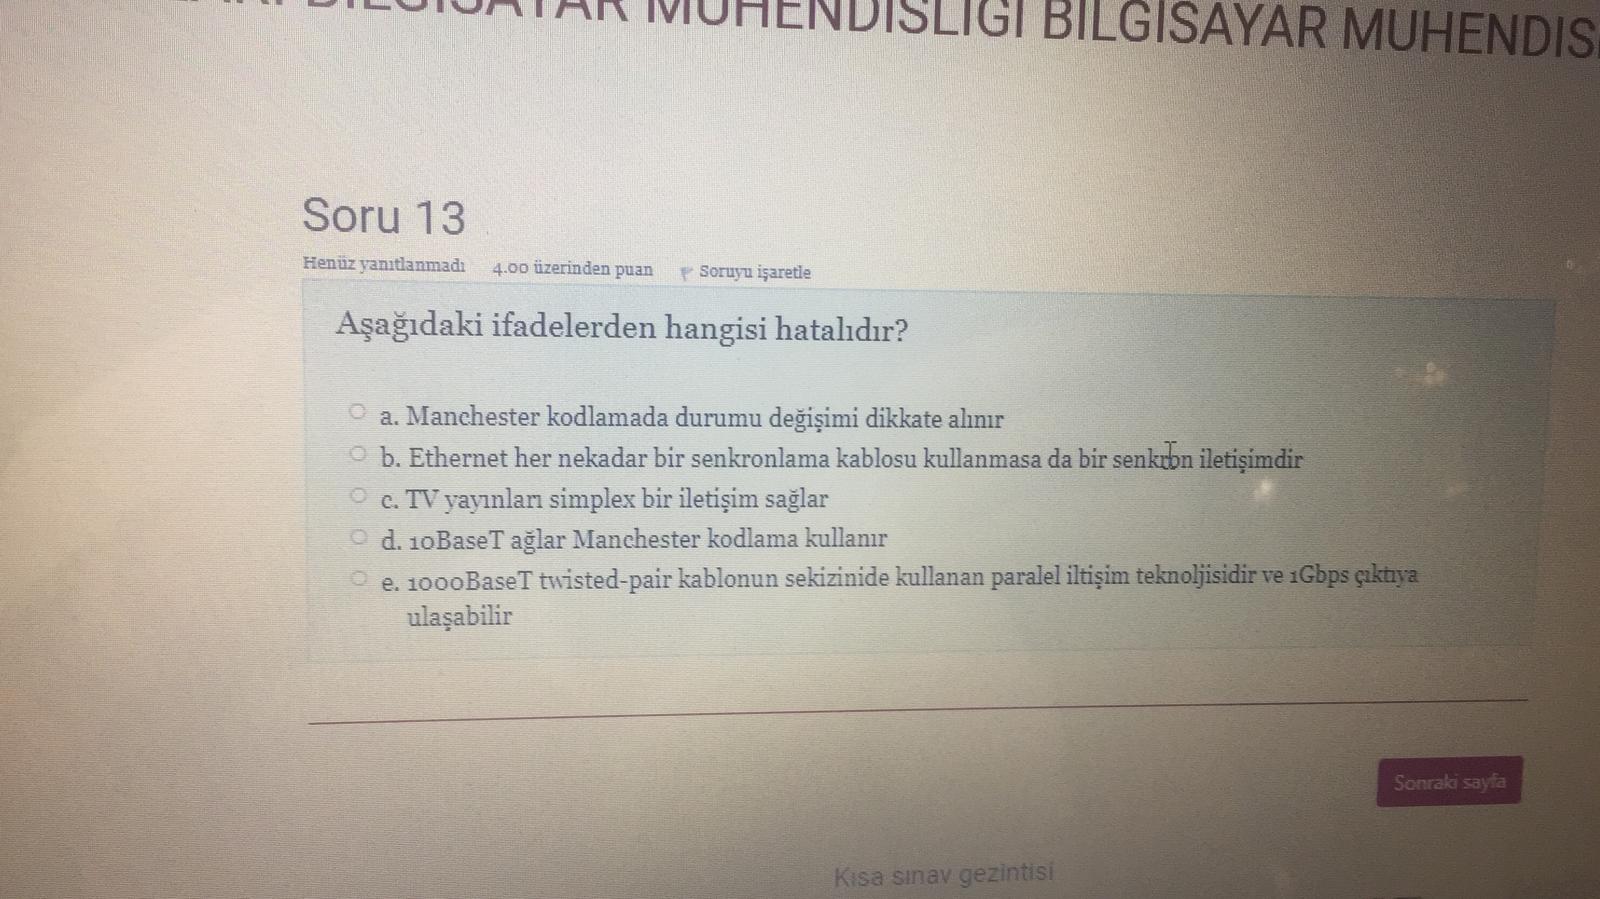 BİLGİSAYAR MÜHENDİSLİĞİ BİLGİSAYAR MÜHENDİS
Soru 13
Henüz yanıtlanmadı 4.00 üzerinden puan Soruyu işaretle
Aşağıdaki ifadelerden hangisi hatalıdır?
a. Manchester kodlamada durumu değişimi dikkate alınır
b. Ethernet her nekadar bir senkronlama kablosu kullanmasa da bir senkron iletişimdir
c. TV yayınları simplex bir iletişim sağlar
d. 10BaseT ağlar Manchester kodlama kullanır
e. 1000BaseT twisted-pair kablonun sekizinide kullanan paralel iltişim teknoljisidir ve 1Gbps çıktıya
ulaşabilir
Sonraki sayfa
Kısa sınav gezintisi